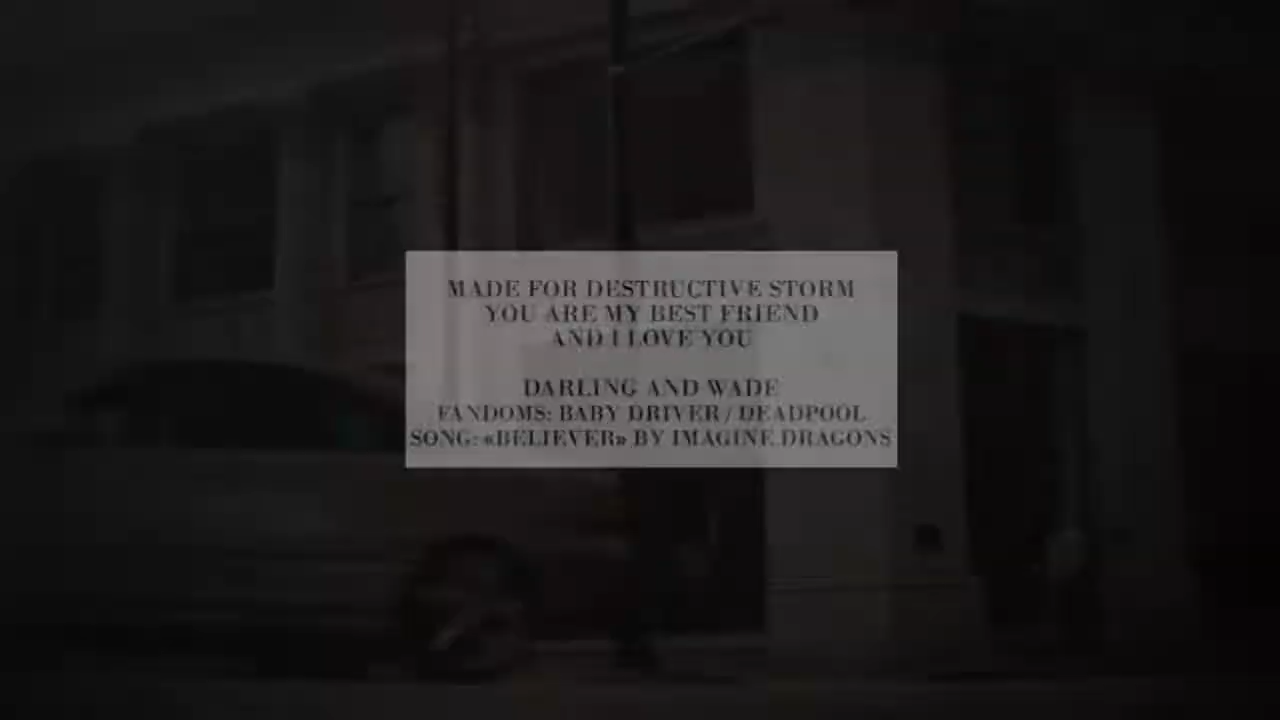 MADE FOR DESTRUCTIVE STORM
YOU ARE MY BEST FRIEND
AND I LOVE YOU
DARLING AND WADE
FANDOMS: BABY DRIVER / DEADPOOL
SONG: «BELIEVER» BY IMAGINE DRAGONS